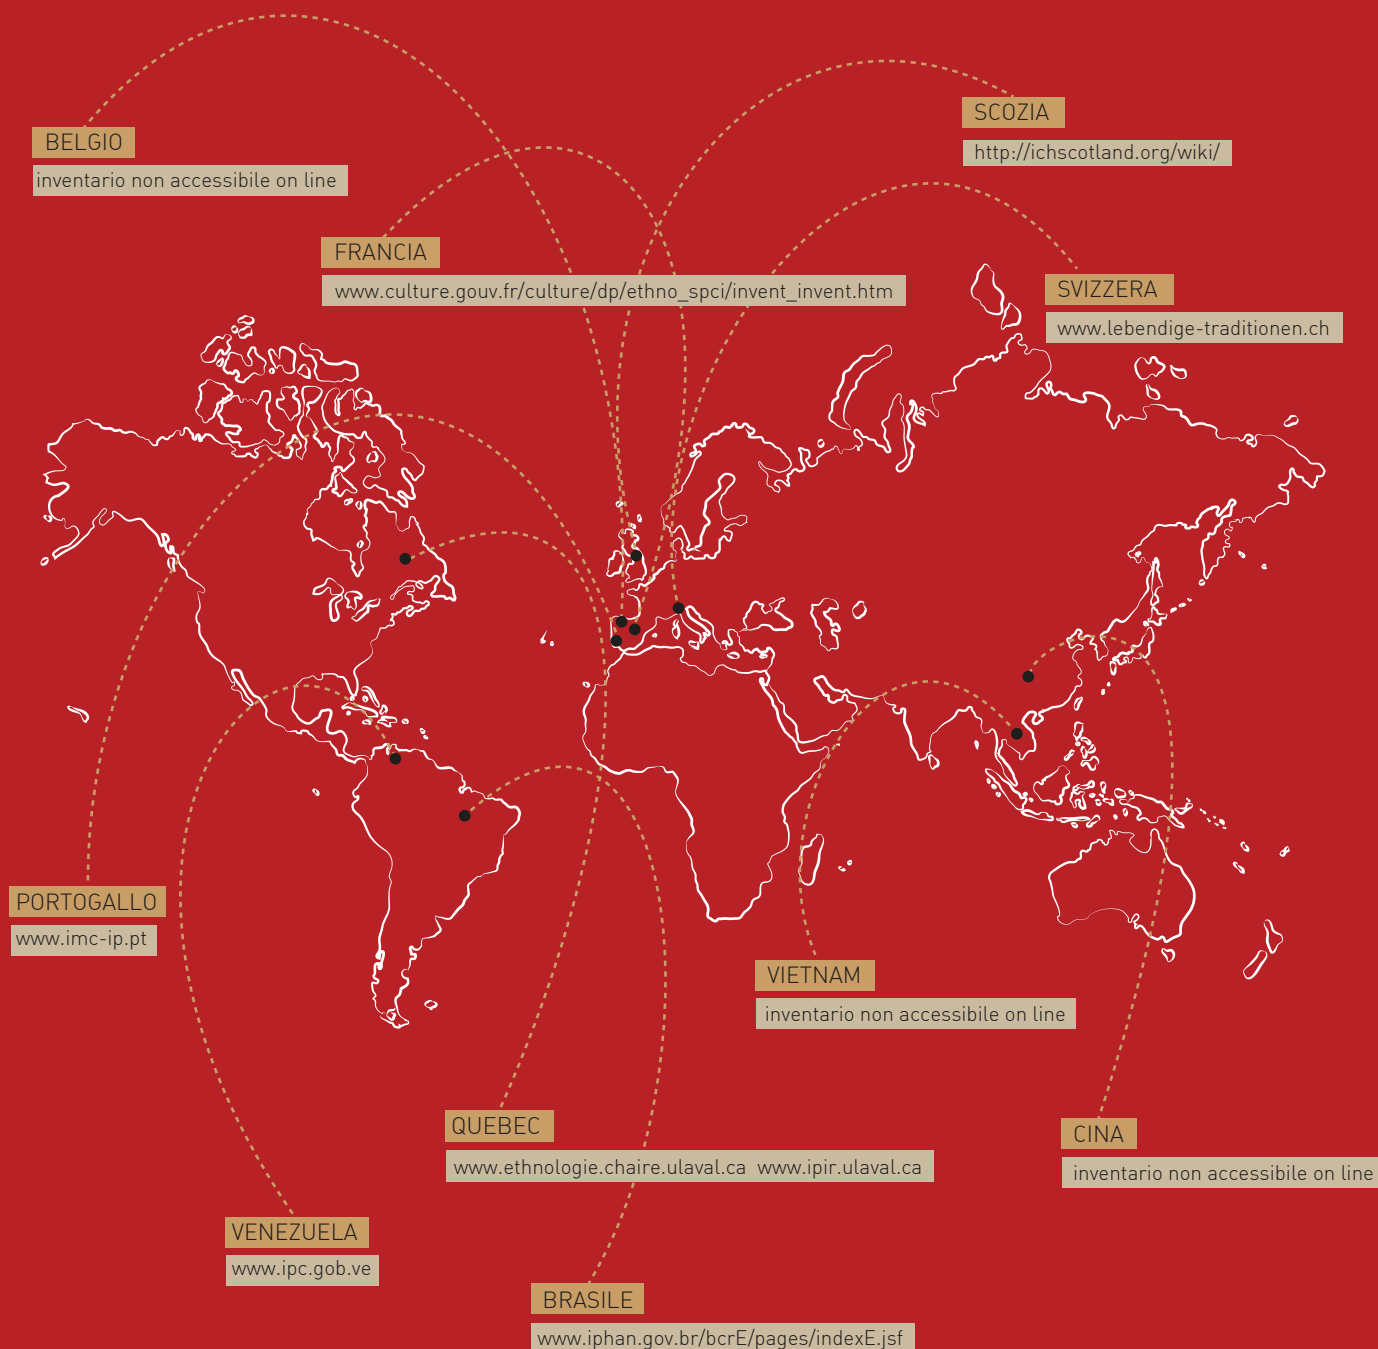 SCOZIA
http://ichscotland.org/wiki/
BELGIO
inventario non accessibile on line
FRANCIA
www.culture.gouv.fr/culture/dp/ethno_spci/invent_invent.htm
SVIZZERA
www.lebendige-traditionen.ch
PORTOGALLO
www.imc-ip.pt
VIETNAM
inventario non accessibile on line
QUEBEC
www.ethnologie.chaire.ulaval.ca www.ipir.ulaval.ca
CINA
inventario non accessibile on line
VENEZUELA
www.ipc.gob.ve
BRASILE
www.iphan.gov.br/bcrE/pages/indexE.jsf